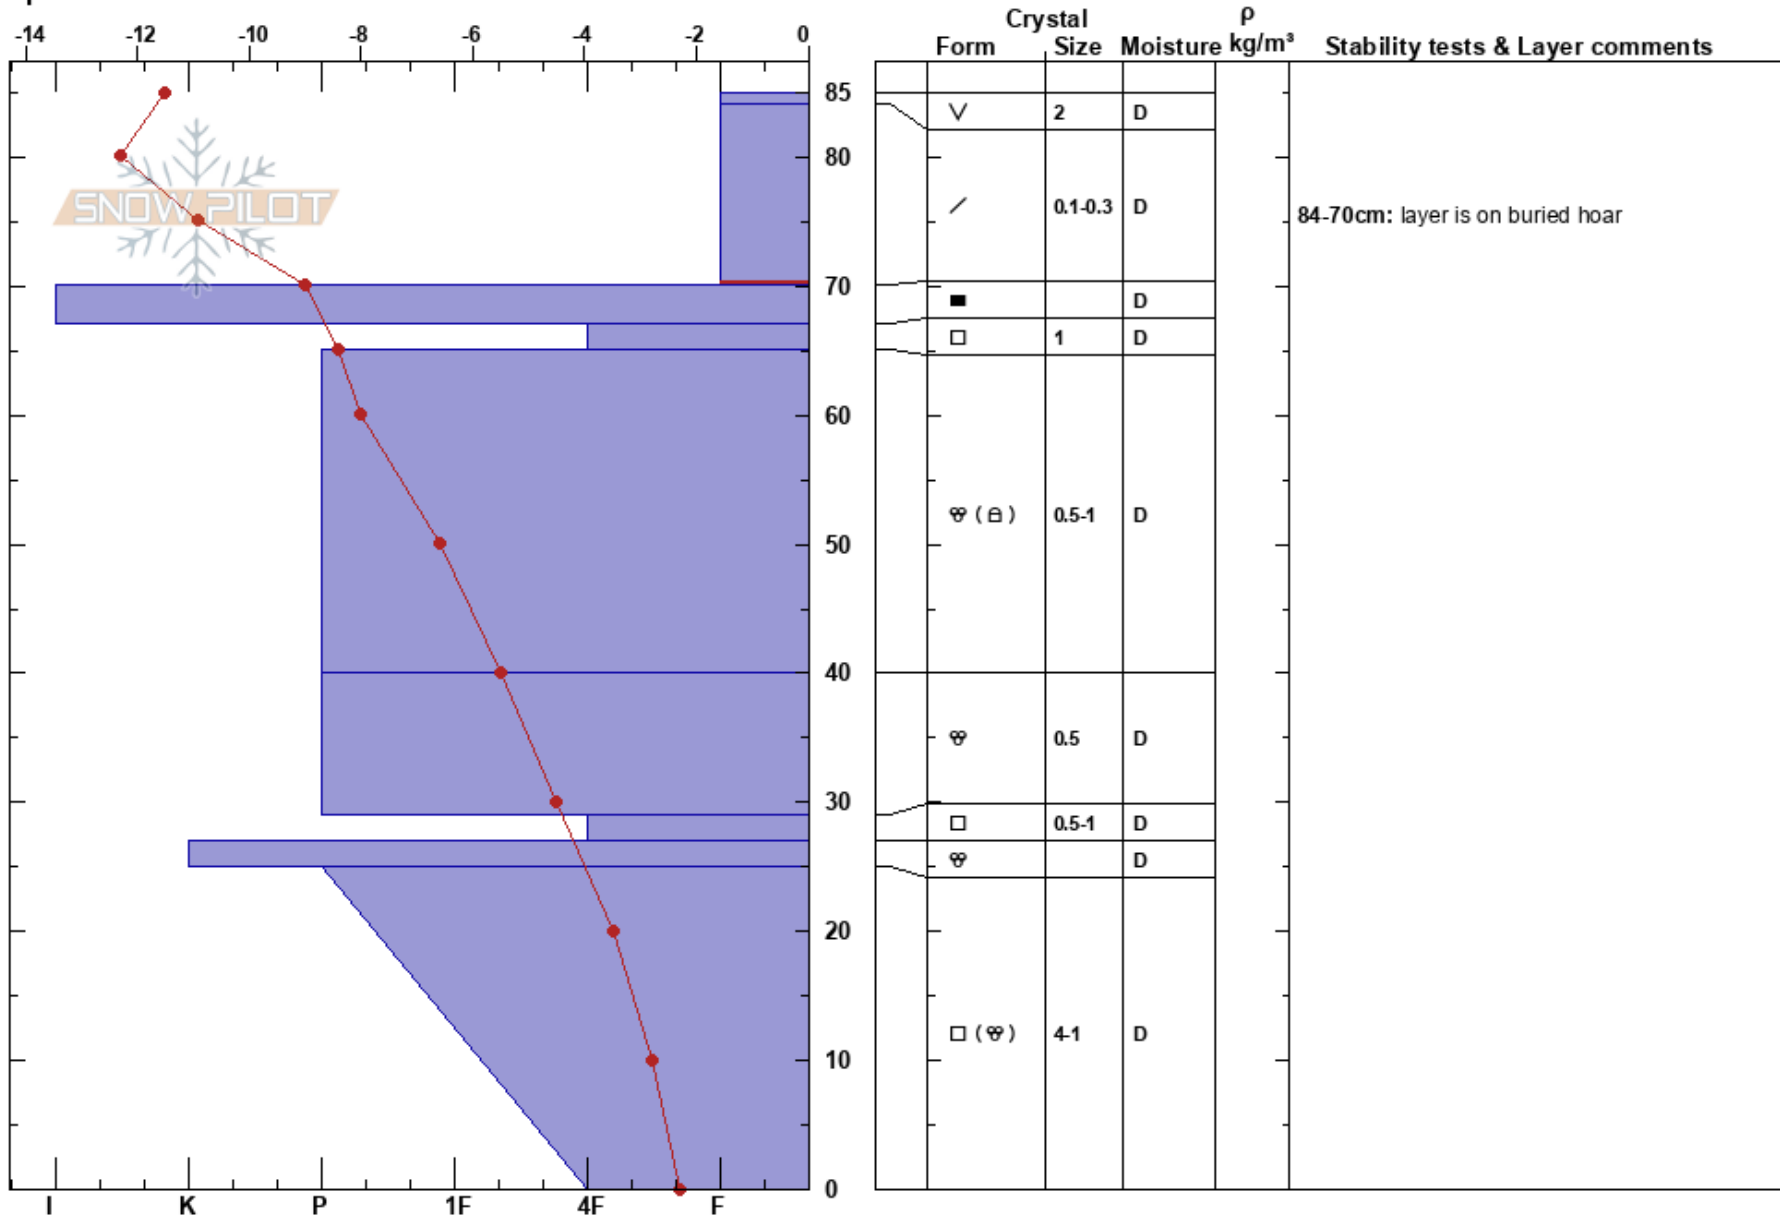 Crystal ρ
-14 -12 -10 -8 -6 -4 -2 0 Form Size Moisture kg/m³ Stability tests & Layer comments
85
V 2 D
80
SNOW PILOT
0.1-0.3 D
84-70cm: layer is on buried hoar
70
D
1 D
60
( ) 0.5-1 D
50
40
0.5 D
30
0.5-1 D
D
20
( ) 4-1 D
10
0
I K P 1F 4F F